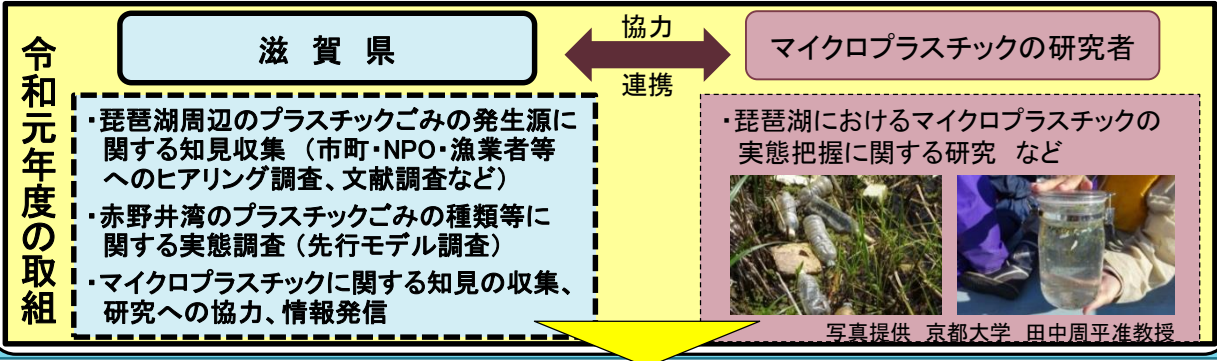 令和元年度の取組
滋賀県
協力
連携
マイクロプラスチックの研究者
・琵琶湖周辺のプラスチックごみの発生源に
関する知見収集 （市町・NPO・漁業者等
へのヒアリング調査、文献調査など）
・赤野井湾のプラスチックごみの種類等に
関する実態調査（先行モデル調査）
・マイクロプラスチックに関する知見の収集、
研究への協力、情報発信
・琵琶湖におけるマイクロプラスチックの
実態把握に関する研究 など
写真提供 京都大学 田中周平准教授